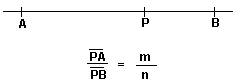 A P B
PA/PB = m/n